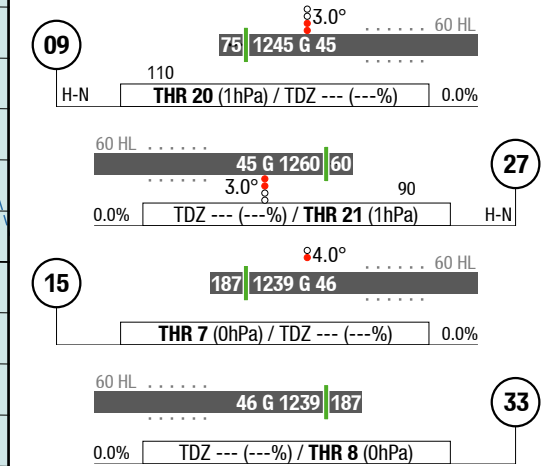 3.0°
60 HL
09
75 1245 G 45
110
H-N
THR 20 (1hPa) / TDZ --- (---%)
0.0%
60 HL
45 G 1260 60
27
3.0°
90
0.0%
TDZ --- (---%) / THR 21 (1hPa)
H-N
4.0°
60 HL
15
187 1239 G 46
THR 7 (0hPa) / TDZ --- (---%)
0.0%
60 HL
46 G 1239 187
33
0.0%
TDZ --- (---%) / THR 8 (0hPa)